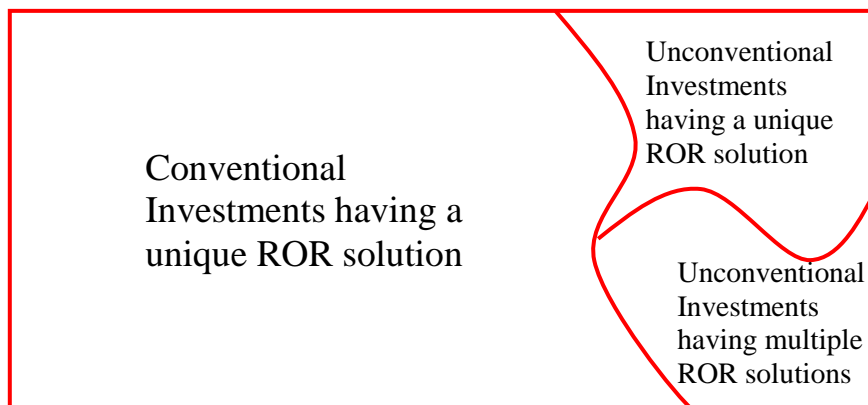 Conventional
Investments having a
unique ROR solution
Unconventional
Investments
having a unique
ROR solution
Unconventional
Investments
having multiple
ROR solutions